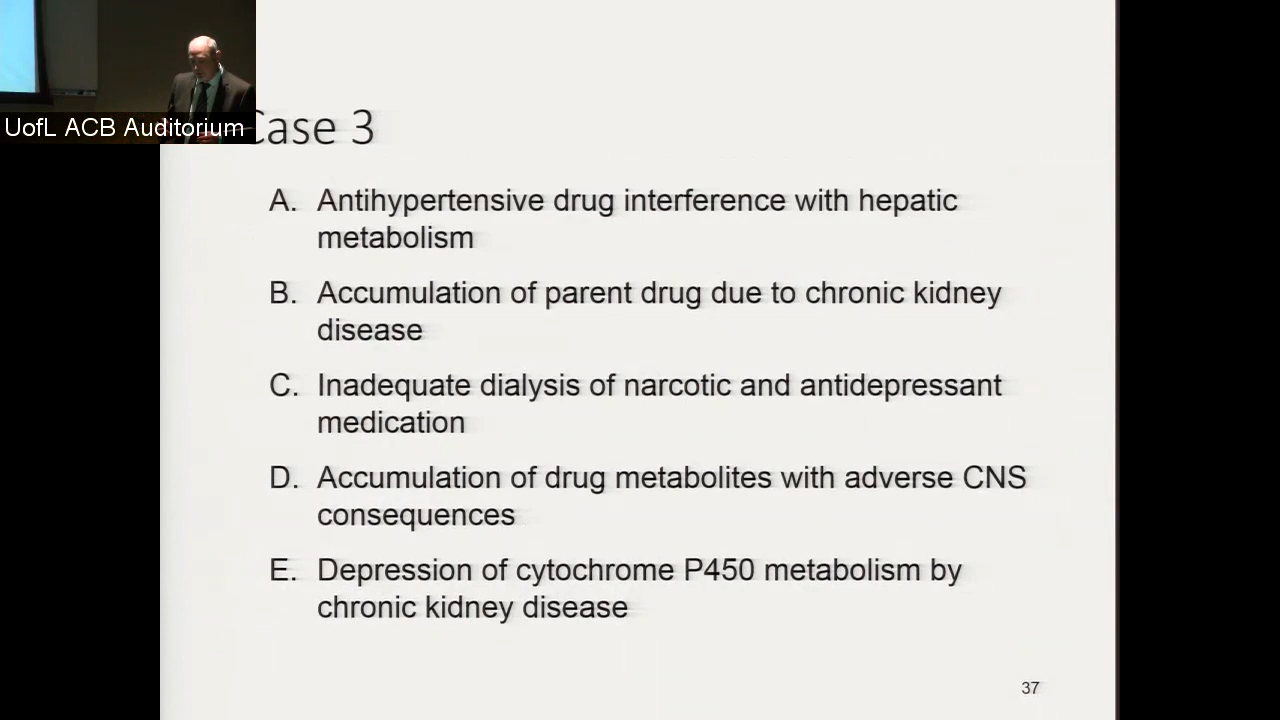 UofL ACB Auditorium
Case 3
A. Antihypertensive drug interference with hepatic
metabolism
B. Accumulation of parent drug due to chronic kidney
disease
C. Inadequate dialysis of narcotic and antidepressant
medication
D. Accumulation of drug metabolites with adverse CNS
consequences
E. Depression of cytochrome P450 metabolism by
chronic kidney disease
37